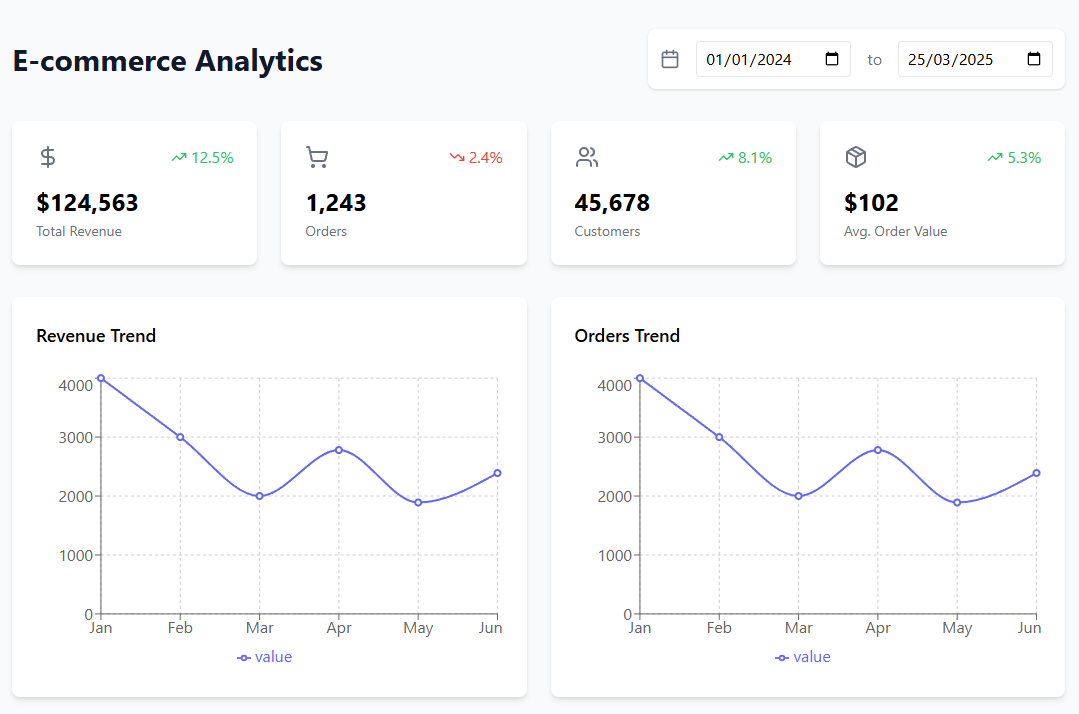 E-commerce Analytics
01/01/2024 to 25/03/2025
12.5%
$124,563
Total Revenue
2.4%
1,243
Orders
8.1%
45,678
Customers
5.3%
$102
Avg. Order Value
Revenue Trend
4000
3000
2000
1000
0
Jan Feb Mar Apr May Jun
value
Orders Trend
4000
3000
2000
1000
0
Jan Feb Mar Apr May Jun
value